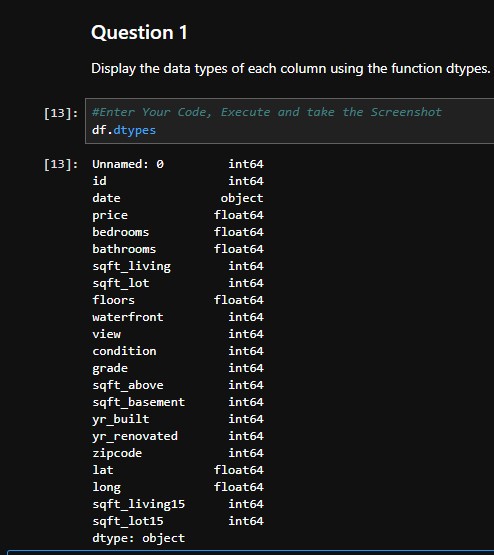 Question 1
Display the data types of each column using the function dtypes.
[13]: #Enter Your Code, Execute and take the Screenshot
df.dtypes
[13]: Unnamed: 0 int64
id int64
date object
price float64
bedrooms float64
bathrooms float64
sqft_living int64
sqft_lot int64
floors float64
waterfront int64
view int64
condition int64
grade int64
sqft_above int64
sqft_basement int64
yr_built int64
yr_renovated int64
zipcode int64
lat float64
long float64
sqft_living15 int64
sqft_lot15 int64
dtype: object